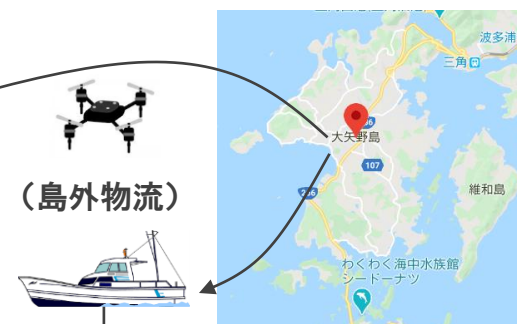 波多浦
三角
大矢野島
107
（島外物流）
維和島
わくわく海中水族館
シードーナツ